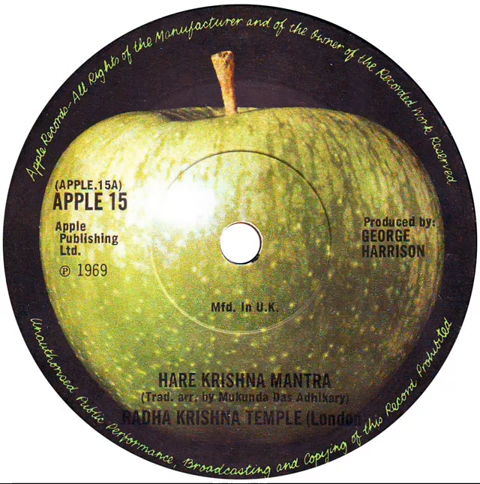 Apple Records-All Rights of the Manufacturer and of the Owner of the Recorded Work Reserved
(APPLE.15A)
APPLE 15
Apple
Publishing
Ltd.
℗ 1969
Produced by:
GEORGE
HARRISON
Mfd. In U.K.
HARE KRISHNA MANTRA
(Trad. arr. by Mukunda Das Adhikary)
RADHA KRISHNA TEMPLE (London
Unauthorised Public Performance, Broadcasting and Copying of this Record Prohibited